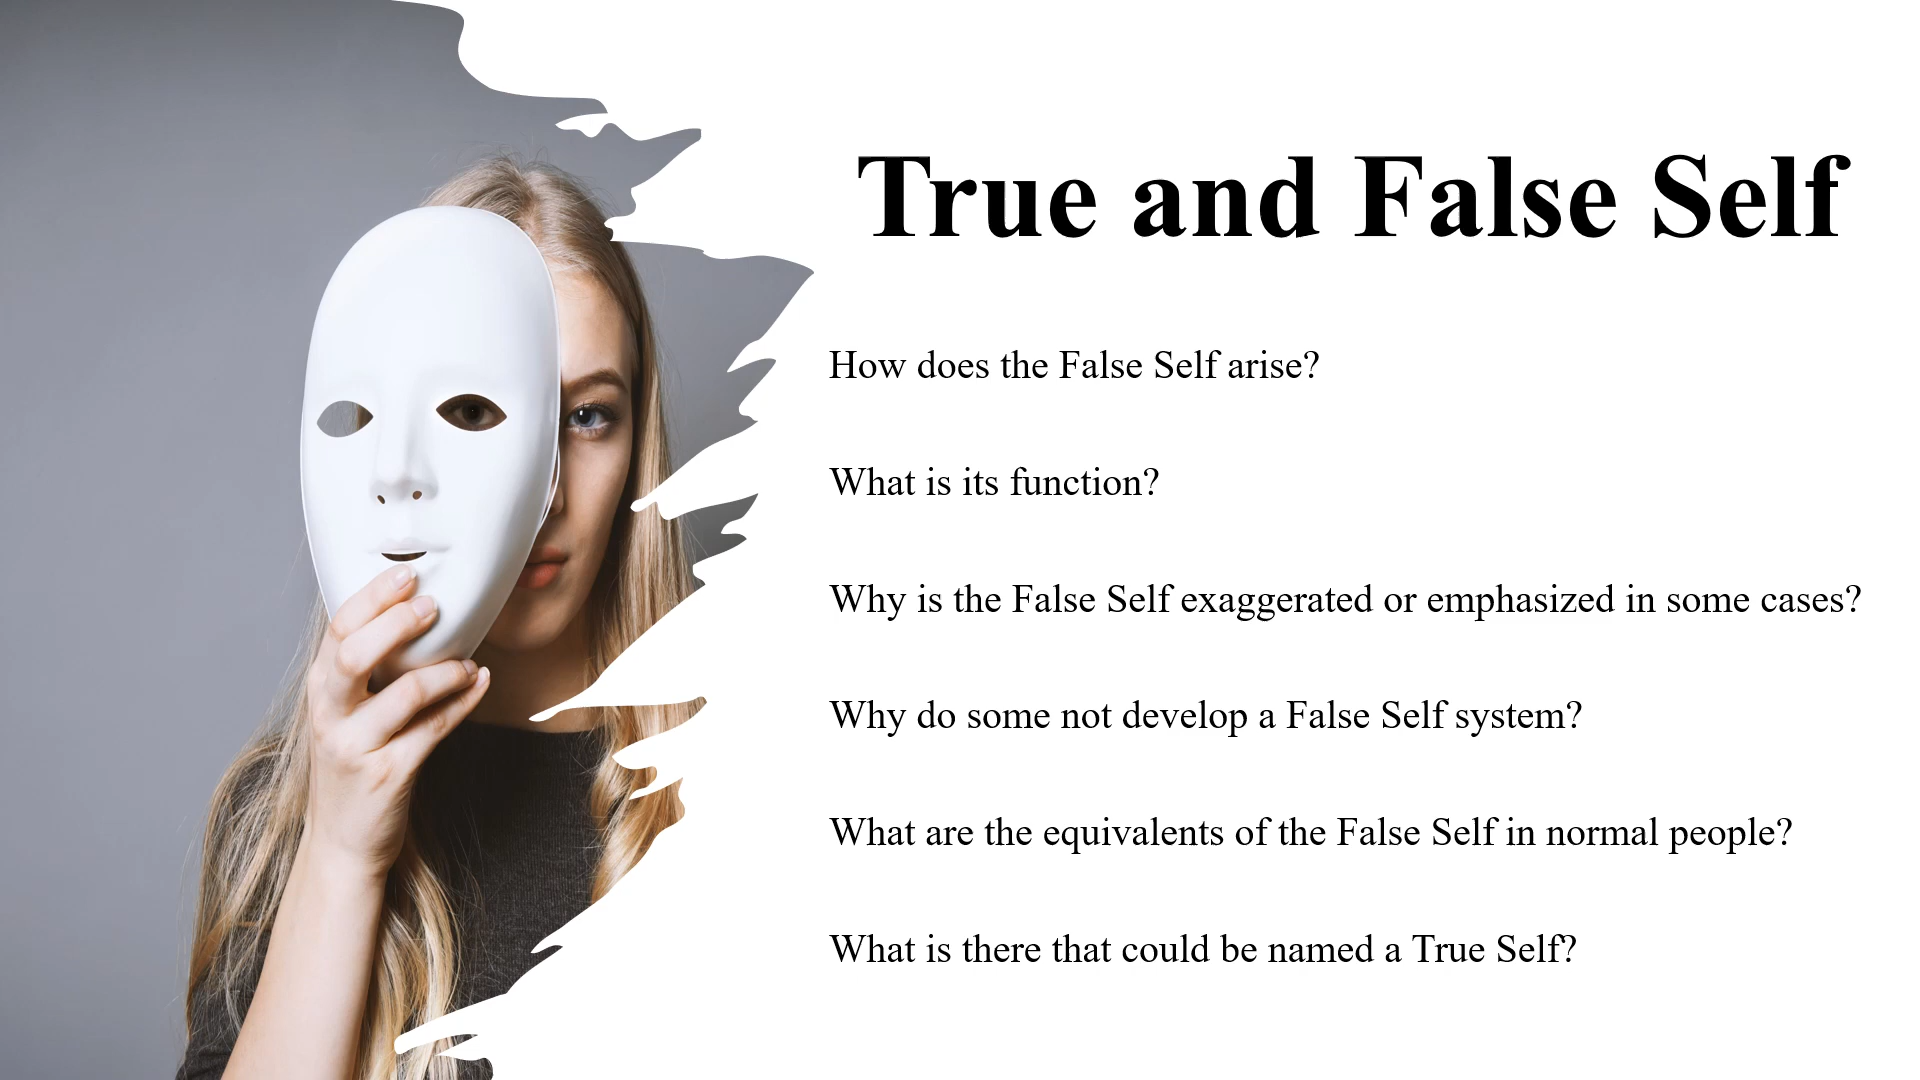 True and False Self
How does the False Self arise?
What is its function?
Why is the False Self exaggerated or emphasized in some cases?
Why do some not develop a False Self system?
What are the equivalents of the False Self in normal people?
What is there that could be named a True Self?